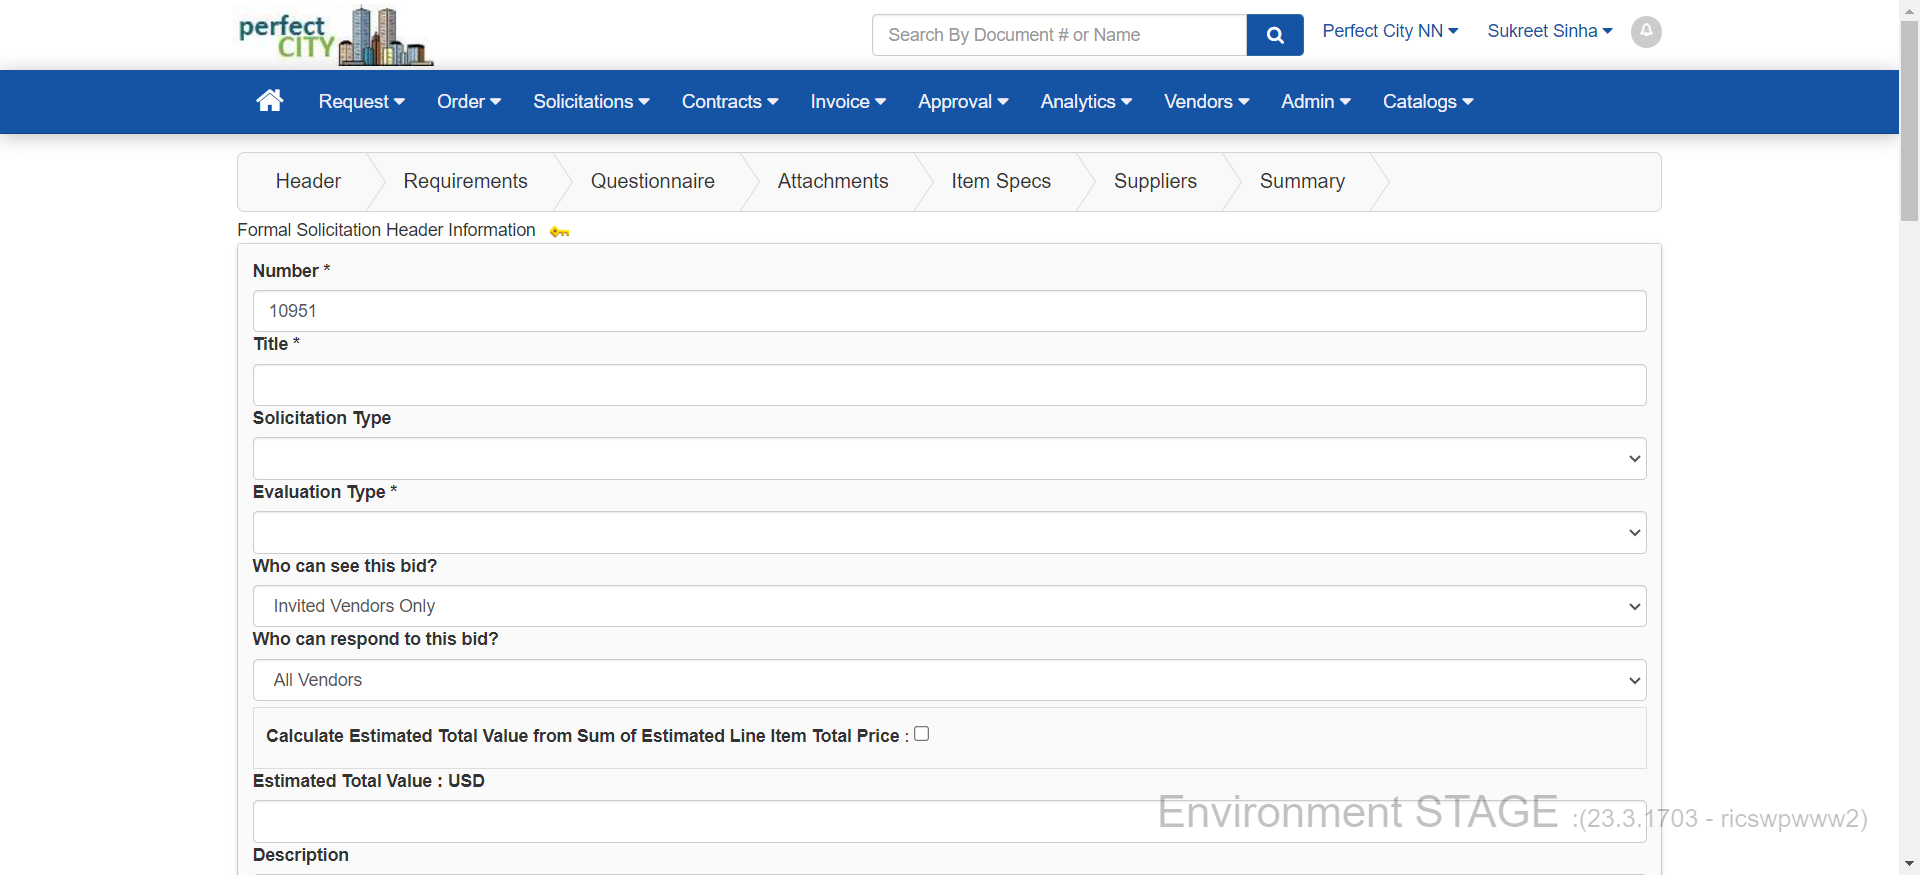 perfect
CITY
Search By Document # or Name
Perfect City NN
Sukreet Sinha
Request
Order
Solicitations
Contracts
Invoice
Approval
Analytics
Vendors
Admin
Catalogs
Header
Requirements
Questionnaire
Attachments
Item Specs
Suppliers
Summary
Formal Solicitation Header Information
Number *
10951
Title *
Solicitation Type
Evaluation Type *
Who can see this bid?
Invited Vendors Only
Who can respond to this bid?
All Vendors
Calculate Estimated Total Value from Sum of Estimated Line Item Total Price :
Estimated Total Value : USD
Environment STAGE :(23.3.1703 - ricswpwww2)
Description